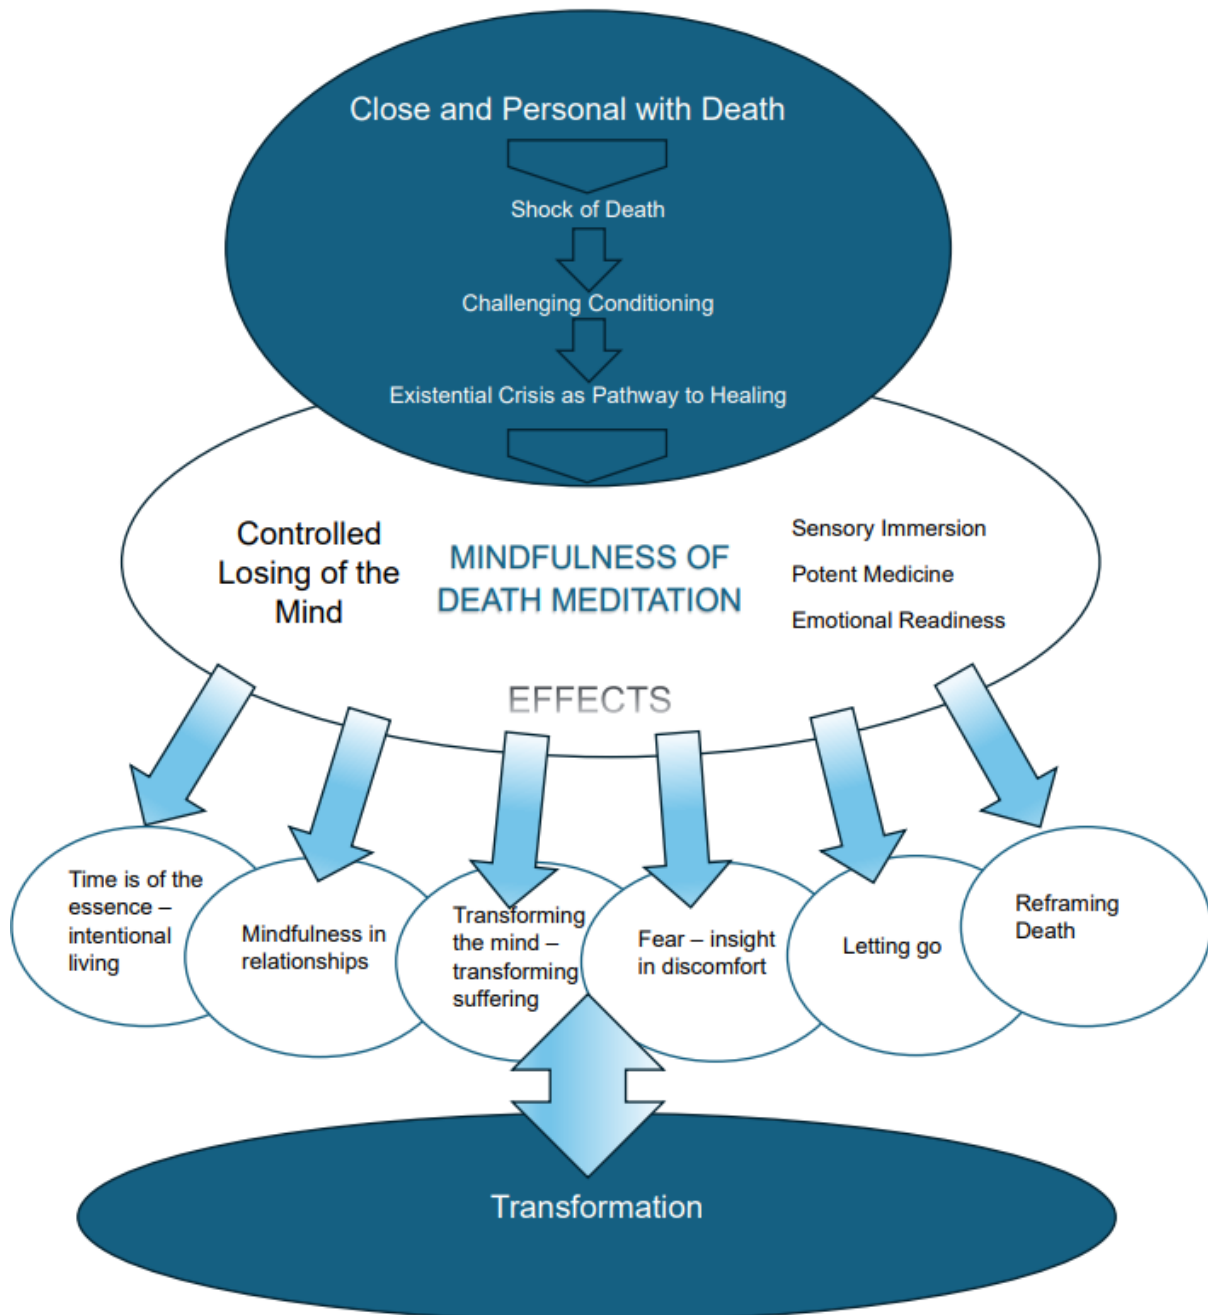 Close and Personal with Death
Shock of Death
Challenging Conditioning
Existential Crisis as Pathway to Healing
Controlled
Losing of the
Mind
MINDFULNESS OF
DEATH MEDITATION
Sensory Immersion
Potent Medicine
Emotional Readiness
EFFECTS
Time is of the
essence –
intentional
living
Mindfulness in
relationships
Transforming
the mind –
transforming
suffering
Fear – insight
in discomfort
Letting go
Reframing
Death
Transformation